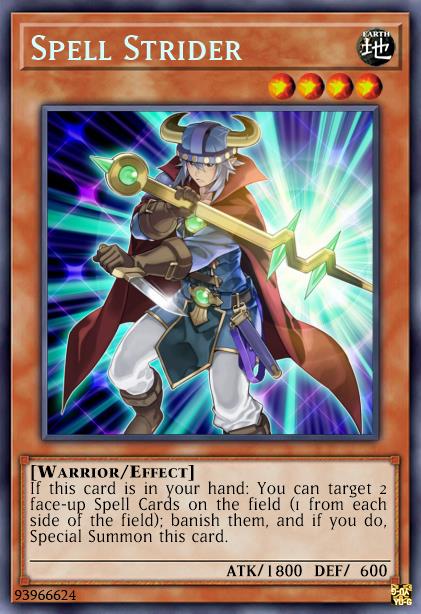 SPELL STRIDER
EARTH
地
[WARRIOR/EFFECT]
If this card is in your hand: You can target 2
face-up Spell Cards on the field (1 from each
side of the field); banish them, and if you do,
Special Summon this card.
ATK/1800 DEF/ 600
93966624